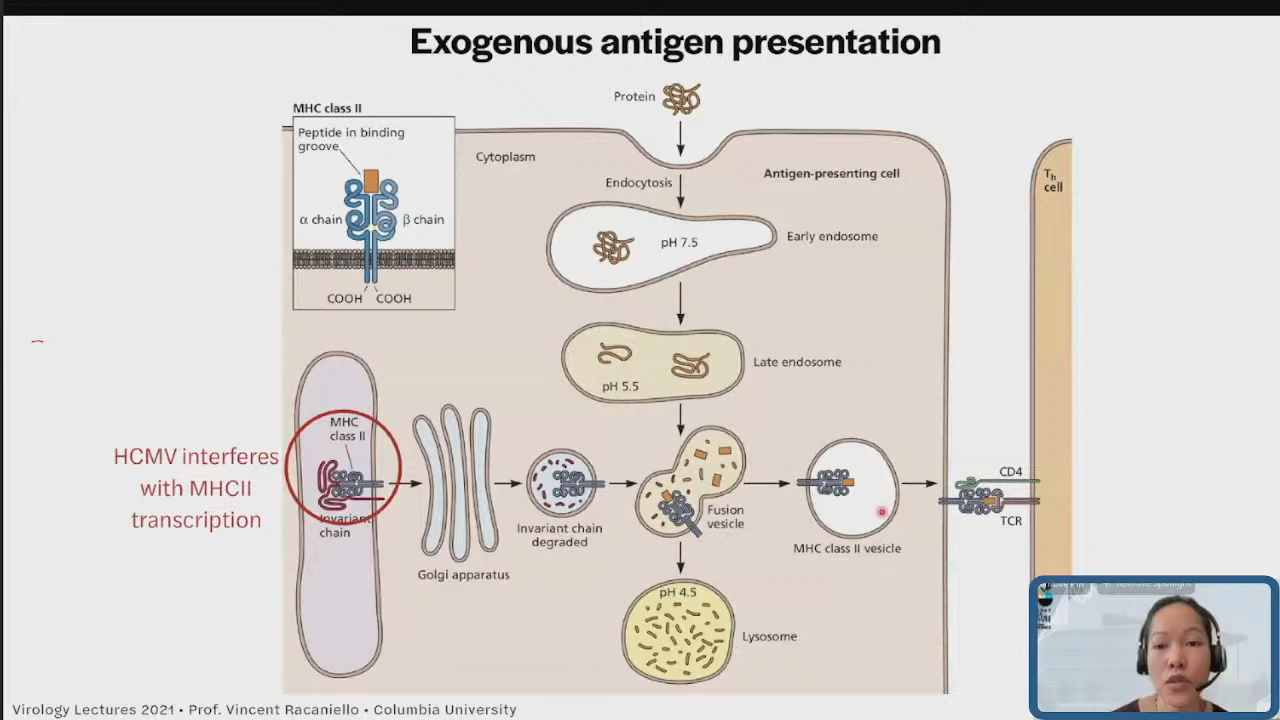 Exogenous antigen presentation
Protein
MHC class II
Peptide in binding
groove
α chain
β chain
COOH
COOH
Cytoplasm
Endocytosis
Antigen-presenting cell
Th
cell
pH 7.5
Early endosome
Late endosome
pH 5.5
HCMV interferes
with MHCII
transcription
MHC
class II
Invariant
chain
Golgi apparatus
Invariant chain
degraded
Fusion
vesicle
MHC class II vesicle
CD4
TCR
pH 4.5
Lysosome
Virology Lectures 2021 • Prof. Vincent Racaniello • Columbia University